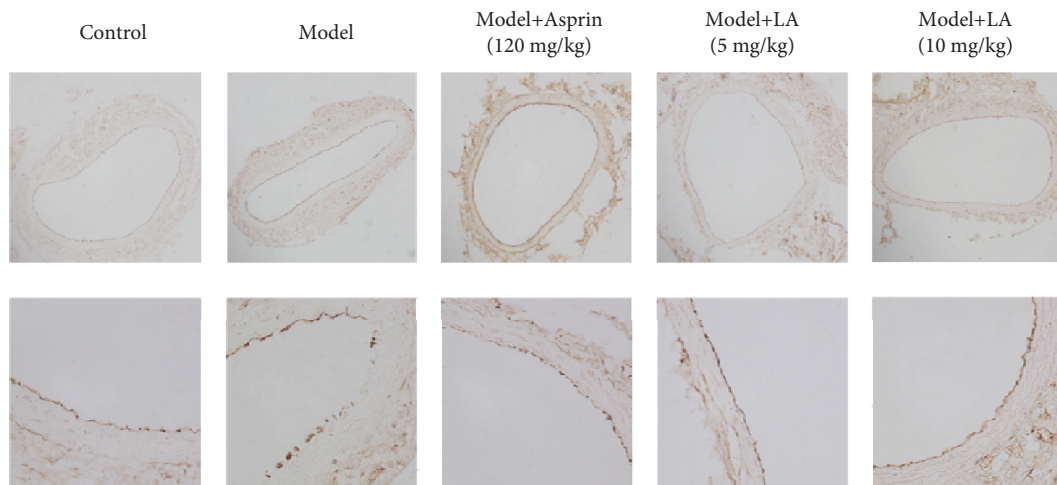 Control
Model
Model+Asprin
(120 mg/kg)
Model+LA
(5 mg/kg)
Model+LA
(10 mg/kg)